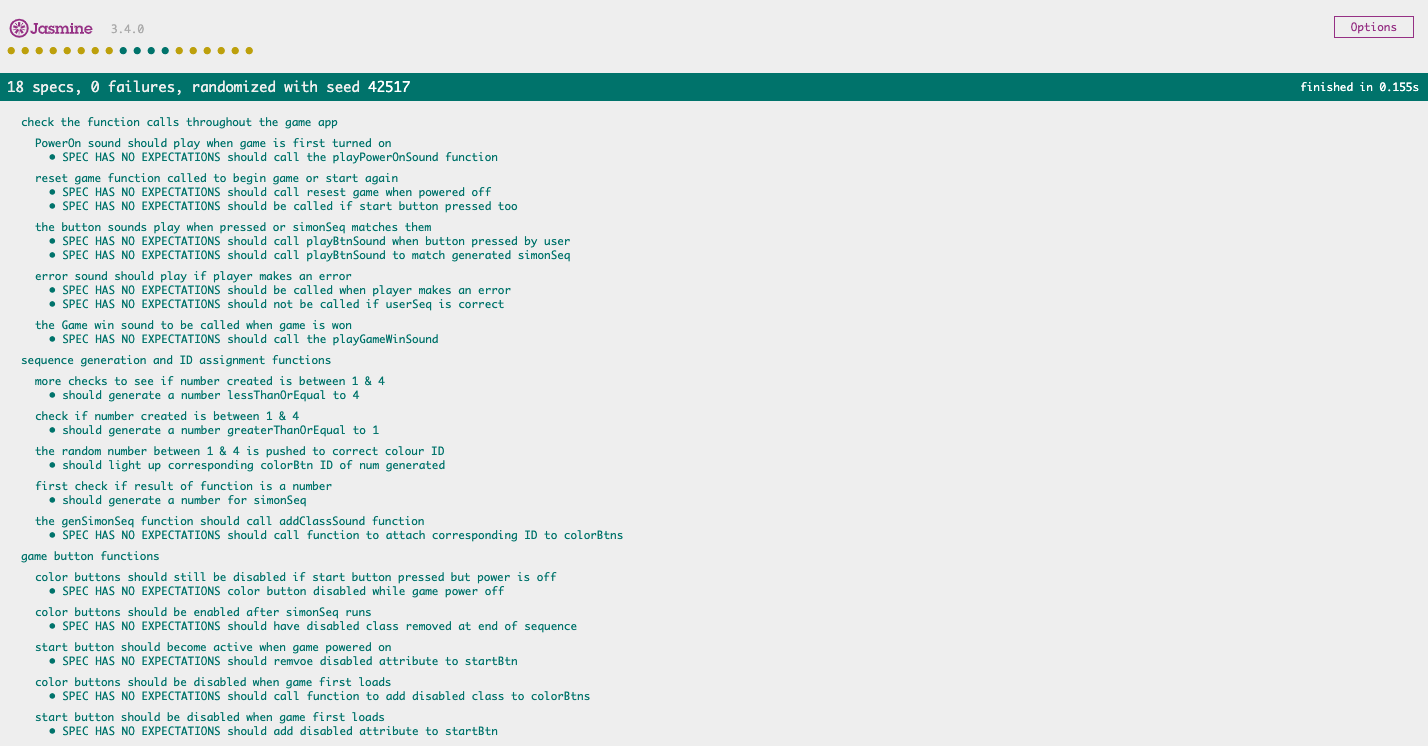 Jasmine 3.4.0
Options
18 specs, 0 failures, randomized with seed 42517
finished in 0.155s
check the function calls throughout the game app
PowerOn sound should play when game is first turned on
• SPEC HAS NO EXPECTATIONS should call the playPowerOnSound function
reset game function called to begin game or start again
• SPEC HAS NO EXPECTATIONS should call resest game when powered off
• SPEC HAS NO EXPECTATIONS should be called if start button pressed too
the button sounds play when pressed or simonSeq matches them
• SPEC HAS NO EXPECTATIONS should call playBtnSound when button pressed by user
• SPEC HAS NO EXPECTATIONS should call playBtnSound to match generated simonSeq
error sound should play if player makes an error
• SPEC HAS NO EXPECTATIONS should be called when player makes an error
• SPEC HAS NO EXPECTATIONS should not be called if userSeq is correct
the Game win sound to be called when game is won
• SPEC HAS NO EXPECTATIONS should call the playGameWinSound
sequence generation and ID assignment functions
more checks to see if number created is between 1 & 4
• should generate a number lessThanOrEqual to 4
check if number created is between 1 & 4
• should generate a number greaterThanOrEqual to 1
the random number between 1 & 4 is pushed to correct colour ID
• should light up corresponding colorBtn ID of num generated
first check if result of function is a number
• should generate a number for simonSeq
the genSimonSeq function should call addClassSound function
• SPEC HAS NO EXPECTATIONS should call function to attach corresponding ID to colorBtns
game button functions
color buttons should still be disabled if start button pressed but power is off
• SPEC HAS NO EXPECTATIONS color button disabled while game power off
color buttons should be enabled after simonSeq runs
• SPEC HAS NO EXPECTATIONS should have disabled class removed at end of sequence
start button should become active when game powered on
• SPEC HAS NO EXPECTATIONS should remvoe disabled attribute to startBtn
color buttons should be disabled when game first loads
• SPEC HAS NO EXPECTATIONS should call function to add disabled class to colorBtns
start button should be disabled when game first loads
• SPEC HAS NO EXPECTATIONS should add disabled attribute to startBtn